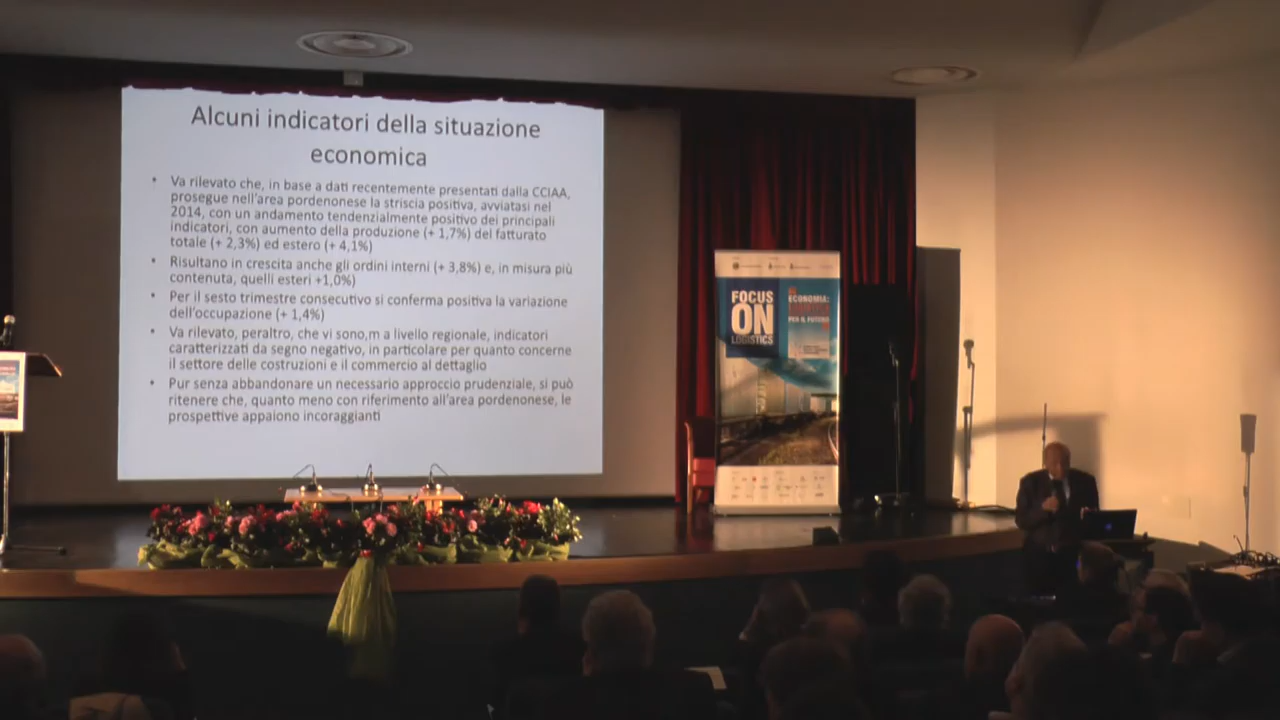 Alcuni indicatori della situazione
economica
• Va rilevato che, in base a dati recentemente presentati dalla CCIAA,
prosegue nell'area pordenonese la striscia positiva, avviatasi nel
2014, con un andamento tendenzialmente positivo dei principali
indicatori, con aumento della produzione (+ 1,7%) del fatturato
totale (+ 2,3%) ed estero (+ 4,1%)
• Risultano in crescita anche gli ordini interni (+ 3,8%) e, in misura più
contenuta, quelli esteri +1,0%)
• Per il sesto trimestre consecutivo si conferma positiva la variazione
dell'occupazione (+ 1,4%)
• Va rilevato, peraltro, che vi sono,m a livello regionale, indicatori
caratterizzati da segno negativo, in particolare per quanto concerne
il settore delle costruzioni e il commercio al dettaglio
• Pur senza abbandonare un necessario approccio prudenziale, si può
ritenere che, quanto meno con riferimento all'area pordenonese, le
prospettive appaiono incoraggianti
FOCUS
ON
LOGISTICS
ECONOMIA:
PER IL FUTURO